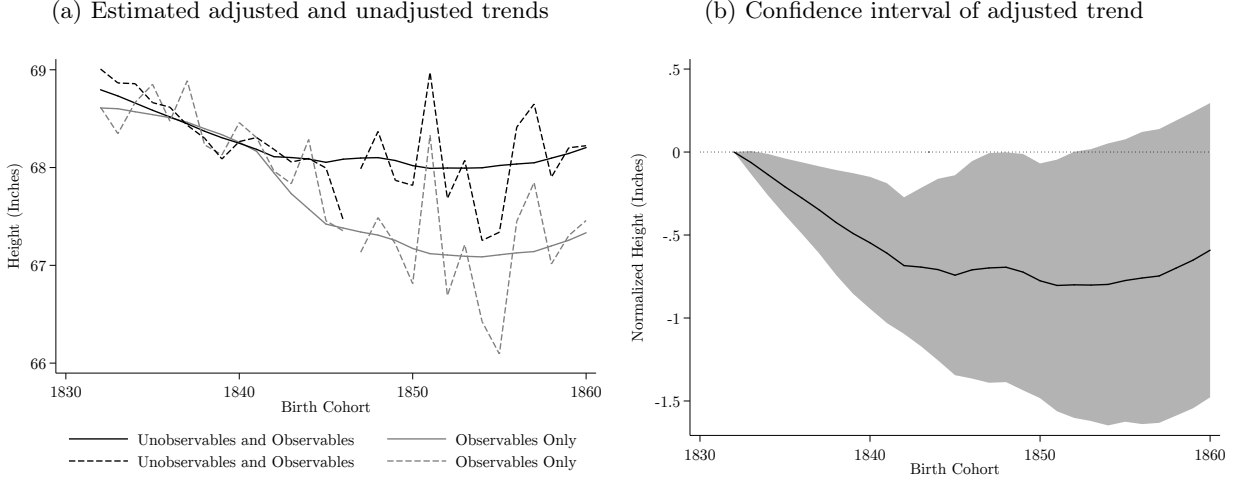 (a) Estimated adjusted and unadjusted trends
69
68
67
66
Height (Inches)
1830 1840 1850 1860
Birth Cohort
Unobservables and Observables Observables Only
Unobservables and Observables Observables Only
(b) Confidence interval of adjusted trend
.5
0
-.5
-1
-1.5
Normalized Height (Inches)
1830 1840 1850 1860
Birth Cohort